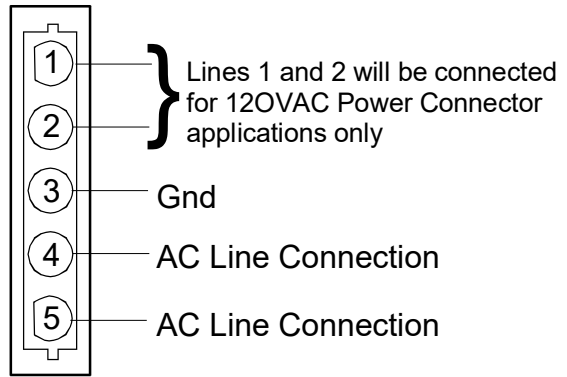 1
2
Lines 1 and 2 will be connected
for 12OVAC Power Connector
applications only
3 Gnd
4 AC Line Connection
5 AC Line Connection